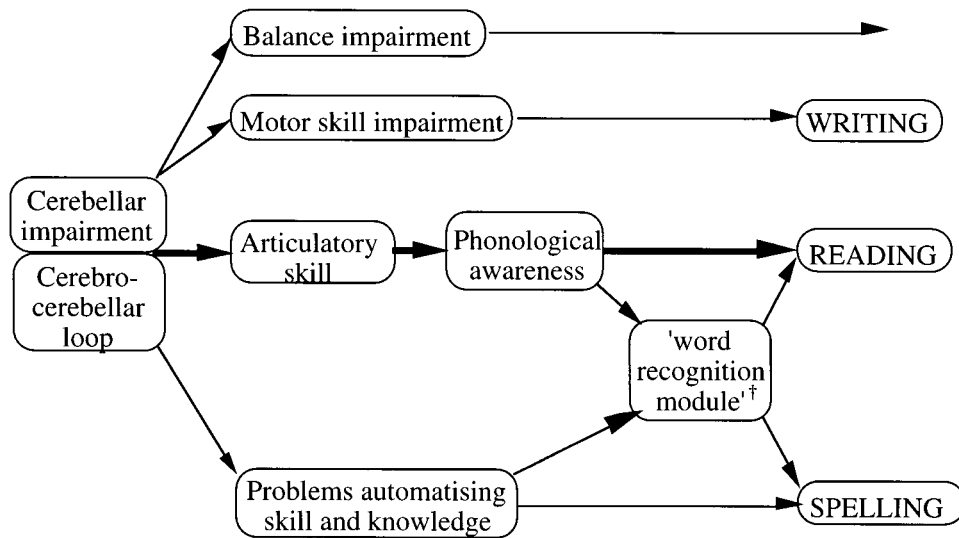 Balance impairment
Motor skill impairment
WRITING
Cerebellar
impairment
Cerebro-
cerebellar
loop
Articulatory
skill
Phonological
awareness
READING
'word
recognition
module'†
Problems automatising
skill and knowledge
SPELLING